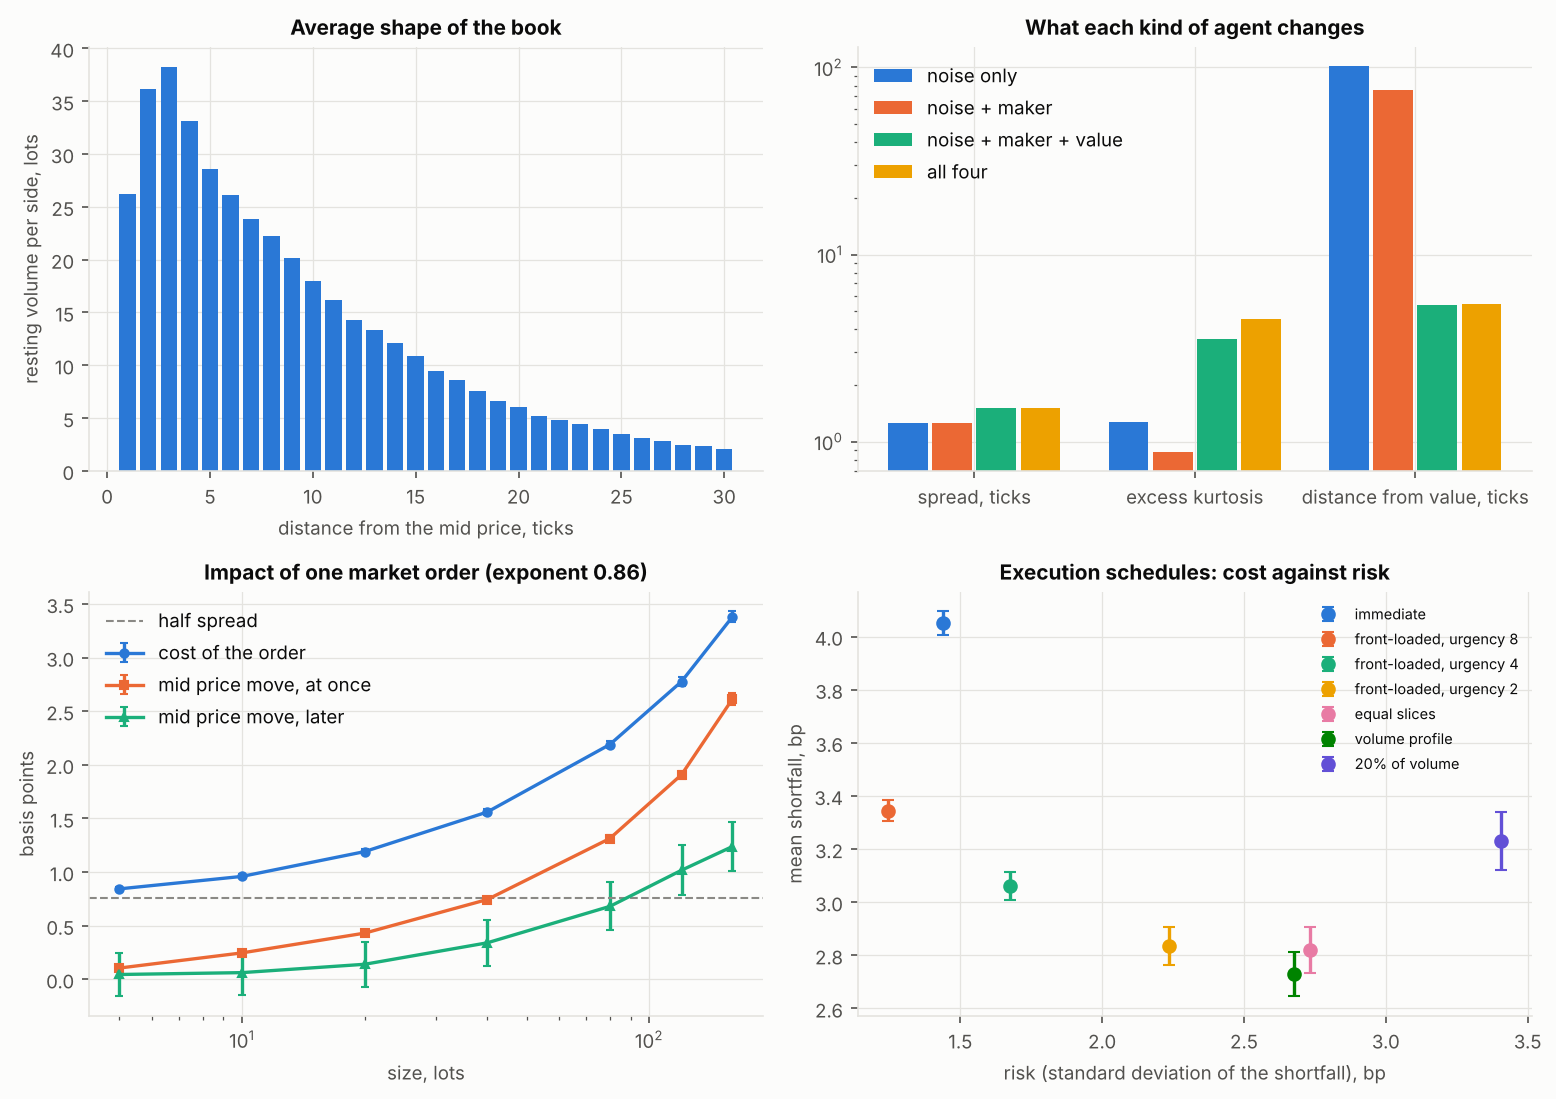 Average shape of the book
40
35
30
25
20
15
10
5
0
resting volume per side, lots
0 5 10 15 20 25 30
distance from the mid price, ticks
What each kind of agent changes
noise only
noise + maker
noise + maker + value
all four
10²
10¹
10⁰
spread, ticks excess kurtosis distance from value, ticks
Impact of one market order (exponent 0.86)
half spread
cost of the order
mid price move, at once
mid price move, later
3.5
3.0
2.5
2.0
1.5
1.0
0.5
0.0
basis points
10¹ 10²
size, lots
Execution schedules: cost against risk
immediate
front-loaded, urgency 8
front-loaded, urgency 4
front-loaded, urgency 2
equal slices
volume profile
20% of volume
4.0
3.8
3.6
3.4
3.2
3.0
2.8
2.6
mean shortfall, bp
1.5 2.0 2.5 3.0 3.5
risk (standard deviation of the shortfall), bp